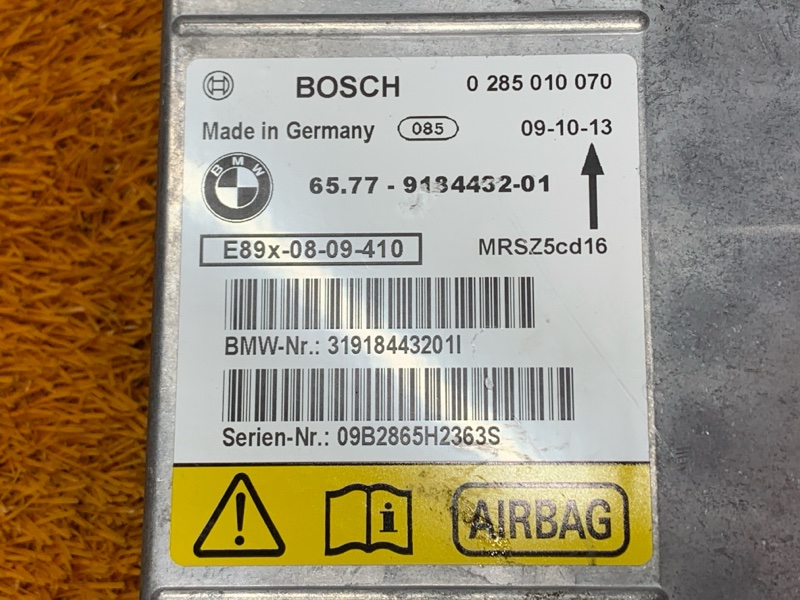 BOSCH 0 285 010 070
Made in Germany 085 09-10-13
BMW
65.77 - 9184432-01
E89x-08-09-410 MRSZ5cd16
BMW-Nr.: 31918443201I
Serien-Nr.: 09B2865H2363S
! i AIRBAG